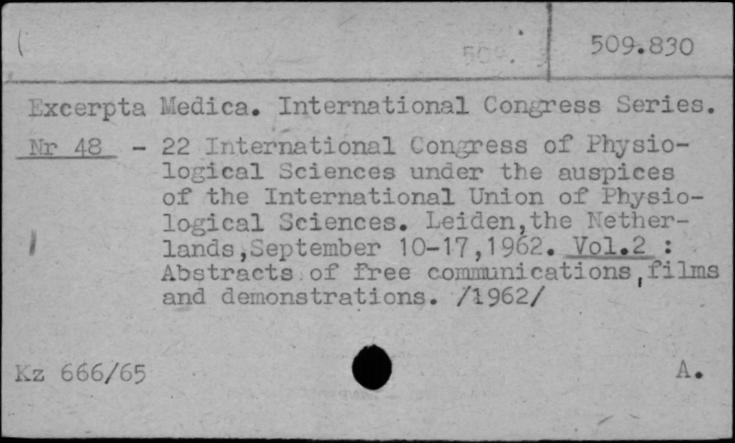 509.830
Excerpta Medica. International Congress Series.
Nr 48 - 22 International Congress of Physio-
logical Sciences under the auspices
of the International Union of Physio-
logical Sciences. Leiden,the Nether-
lands,September 10-17,1962. Vol.2 :
Abstracts of free communications,films
and demonstrations. /1962/
Kz 666/65 A.